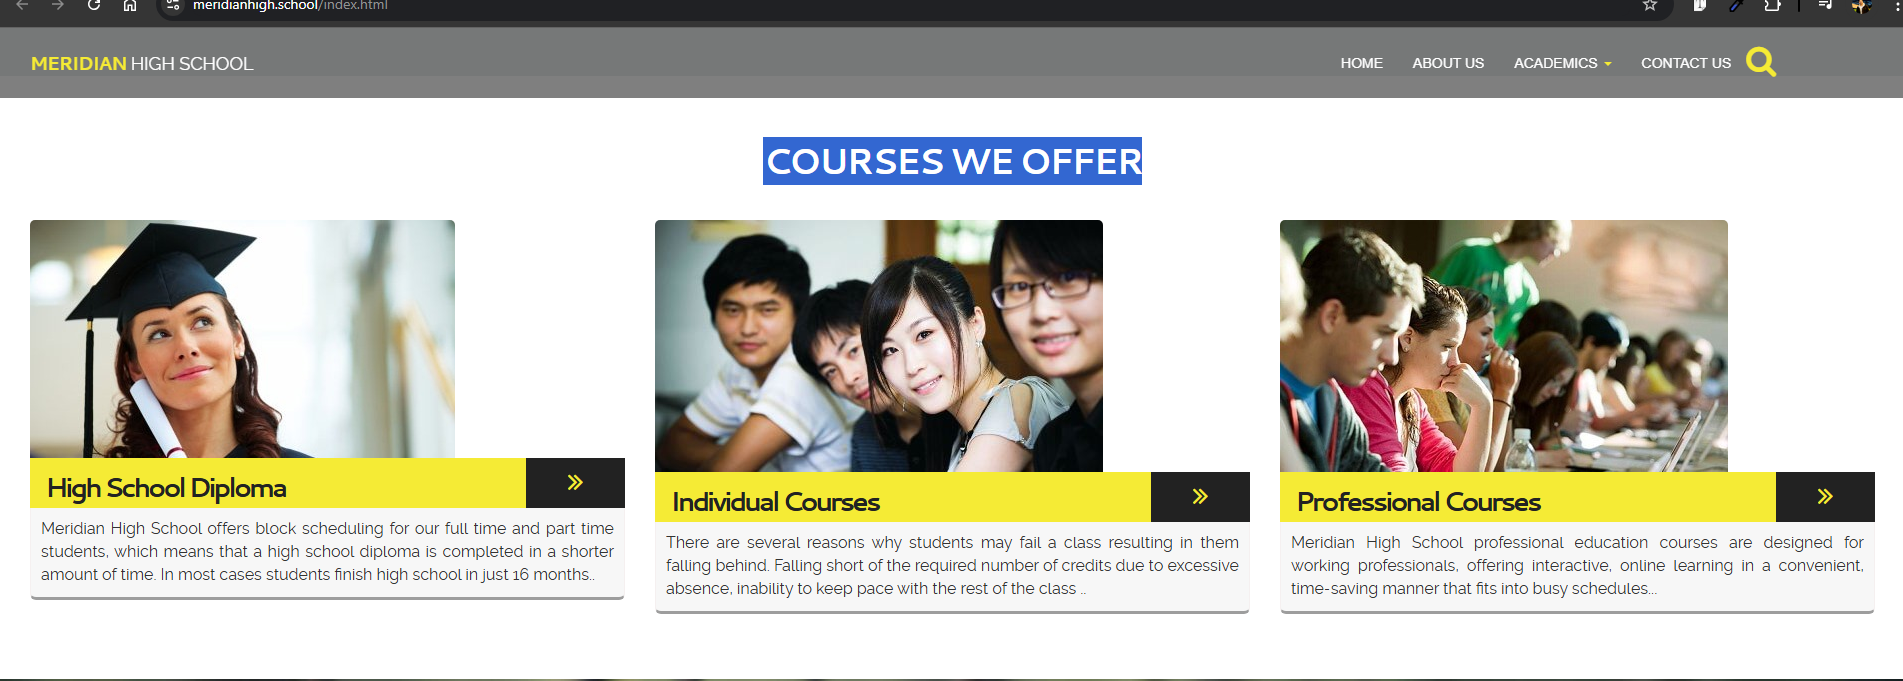 meridianhigh.school/index.html
MERIDIAN HIGH SCHOOL
HOME ABOUT US ACADEMICS CONTACT US
COURSES WE OFFER
High School Diploma
Meridian High School offers block scheduling for our full time and part time
students, which means that a high school diploma is completed in a shorter
amount of time. In most cases students finish high school in just 16 months..
Individual Courses
There are several reasons why students may fail a class resulting in them
falling behind. Falling short of the required number of credits due to excessive
absence, inability to keep pace with the rest of the class ..
Professional Courses
Meridian High School professional education courses are designed for
working professionals, offering interactive, online learning in a convenient,
time-saving manner that fits into busy schedules...